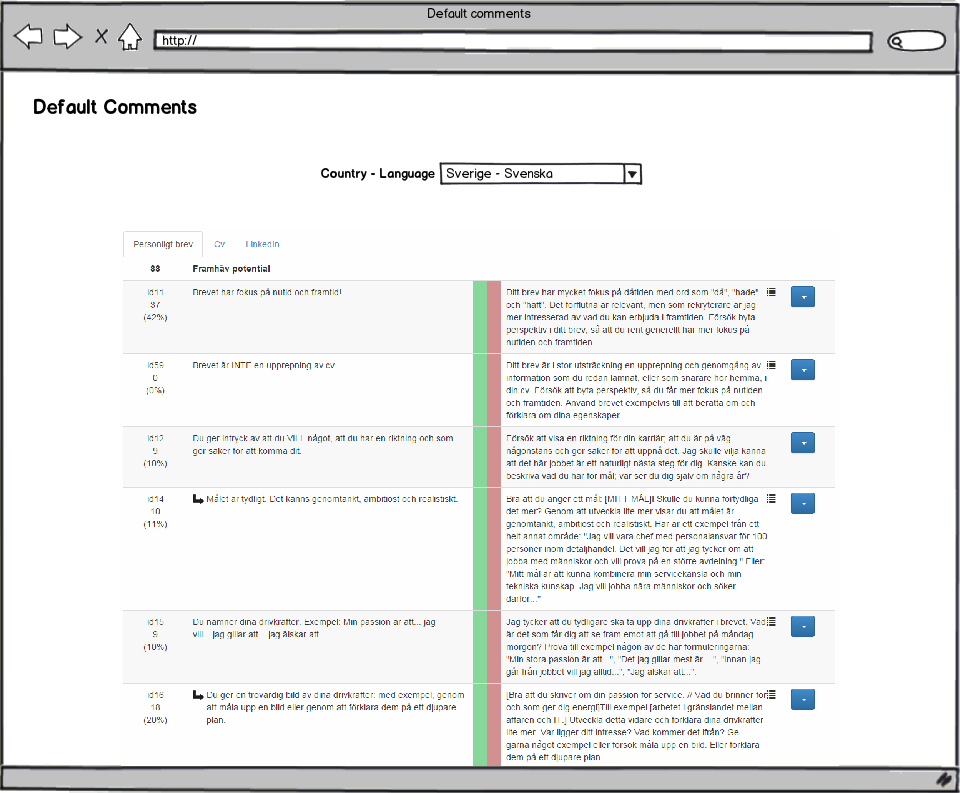 Default comments
http://
Default Comments
Country - Language Sverige - Svenska
Personligt brev Cv LinkedIn
88 Framhäv potential
id11
37
(42%)
Brevet har fokus på nutid och framtid!
Ditt brev har mycket fokus på dåtiden med ord som "då", "hade"
och "haft". Det förflutna är relevant, men som rekryterare är jag
mer intresserad av vad du kan erbjuda i framtiden. Försök byta
perspektiv i ditt brev, så att du rent generellt har mer fokus på
nutiden och framtiden.
id59
0
(0%)
Brevet är INTE en upprepning av cv
Ditt brev är i stor utsträckning en upprepning och genomgång av
information som du redan lämnat, eller som snarare hör hemma, i
din cv. Försök att byta perspektiv, så du får mer fokus på nutiden
och framtiden. Använd brevet exempelvis till att berätta om och
förklara om dina egenskaper
id12
9
(10%)
Du ger intryck av att du VILL något, att du har en riktning och som
gör saker för att komma dit.
Försök att visa en riktning för din karriär; att du är på väg
någonstans och gör saker för att uppnå det. Jag skulle vilja känna
att det här jobbet är ett naturligt nästa steg för dig. Kanske kan du
beskriva vad du har för mål; var ser du dig själv om några år?
id14
10
(11%)
Målet är tydligt. Det känns genomtänkt, ambitiöst och realistiskt.
Bra att du anger ett mål: [MITT MÅL]! Skulle du kunna förtydliga
det mer? Genom att utveckla lite mer visar du att målet är
genomtänkt, ambitiöst och realistiskt. Här är ett exempel från ett
helt annat område: "Jag vill vara chef med personalansvar för 100
personer inom detaljhandel. Det vill jag för att jag tycker om att
jobba med människor och vill prova på en större avdelning." Eller:
"Mitt mål är att kunna kombinera min servicekänsla och min
tekniska kunskap. Jag vill jobba nära människor och söker
därför..."
id15
9
(10%)
Du nämner dina drivkrafter. Exempel: Min passion är att... jag
vill... jag gillar att... jag älskar att
Jag tycker att du tydligare ska ta upp dina drivkrafter i brevet. Vad
är det som får dig att se fram emot att gå till jobbet på måndag
morgon? Prova till exempel någon av de här formuleringarna:
"Min stora passion är att...", "Det jag gillar mest är ...", "Innan jag
går från jobbet vill jag alltid...", "Jag älskar att...".
id16
18
(20%)
Du ger en trovärdig bild av dina drivkrafter: med exempel, genom
att måla upp en bild eller genom att förklara dem på ett djupare
plan.
[Bra att du skriver om din passion för service. // Vad du brinner för
och som ger dig energi]Till exempel [arbetet i gränslandet mellan
affären och IT.] Utveckla detta vidare och förklara dina drivkrafter
lite mer. Var ligger ditt intresse? Vad kommer det ifrån? Ge
gärna något exempel eller försök måla upp en bild. Eller förklara
dem på ett djupare plan